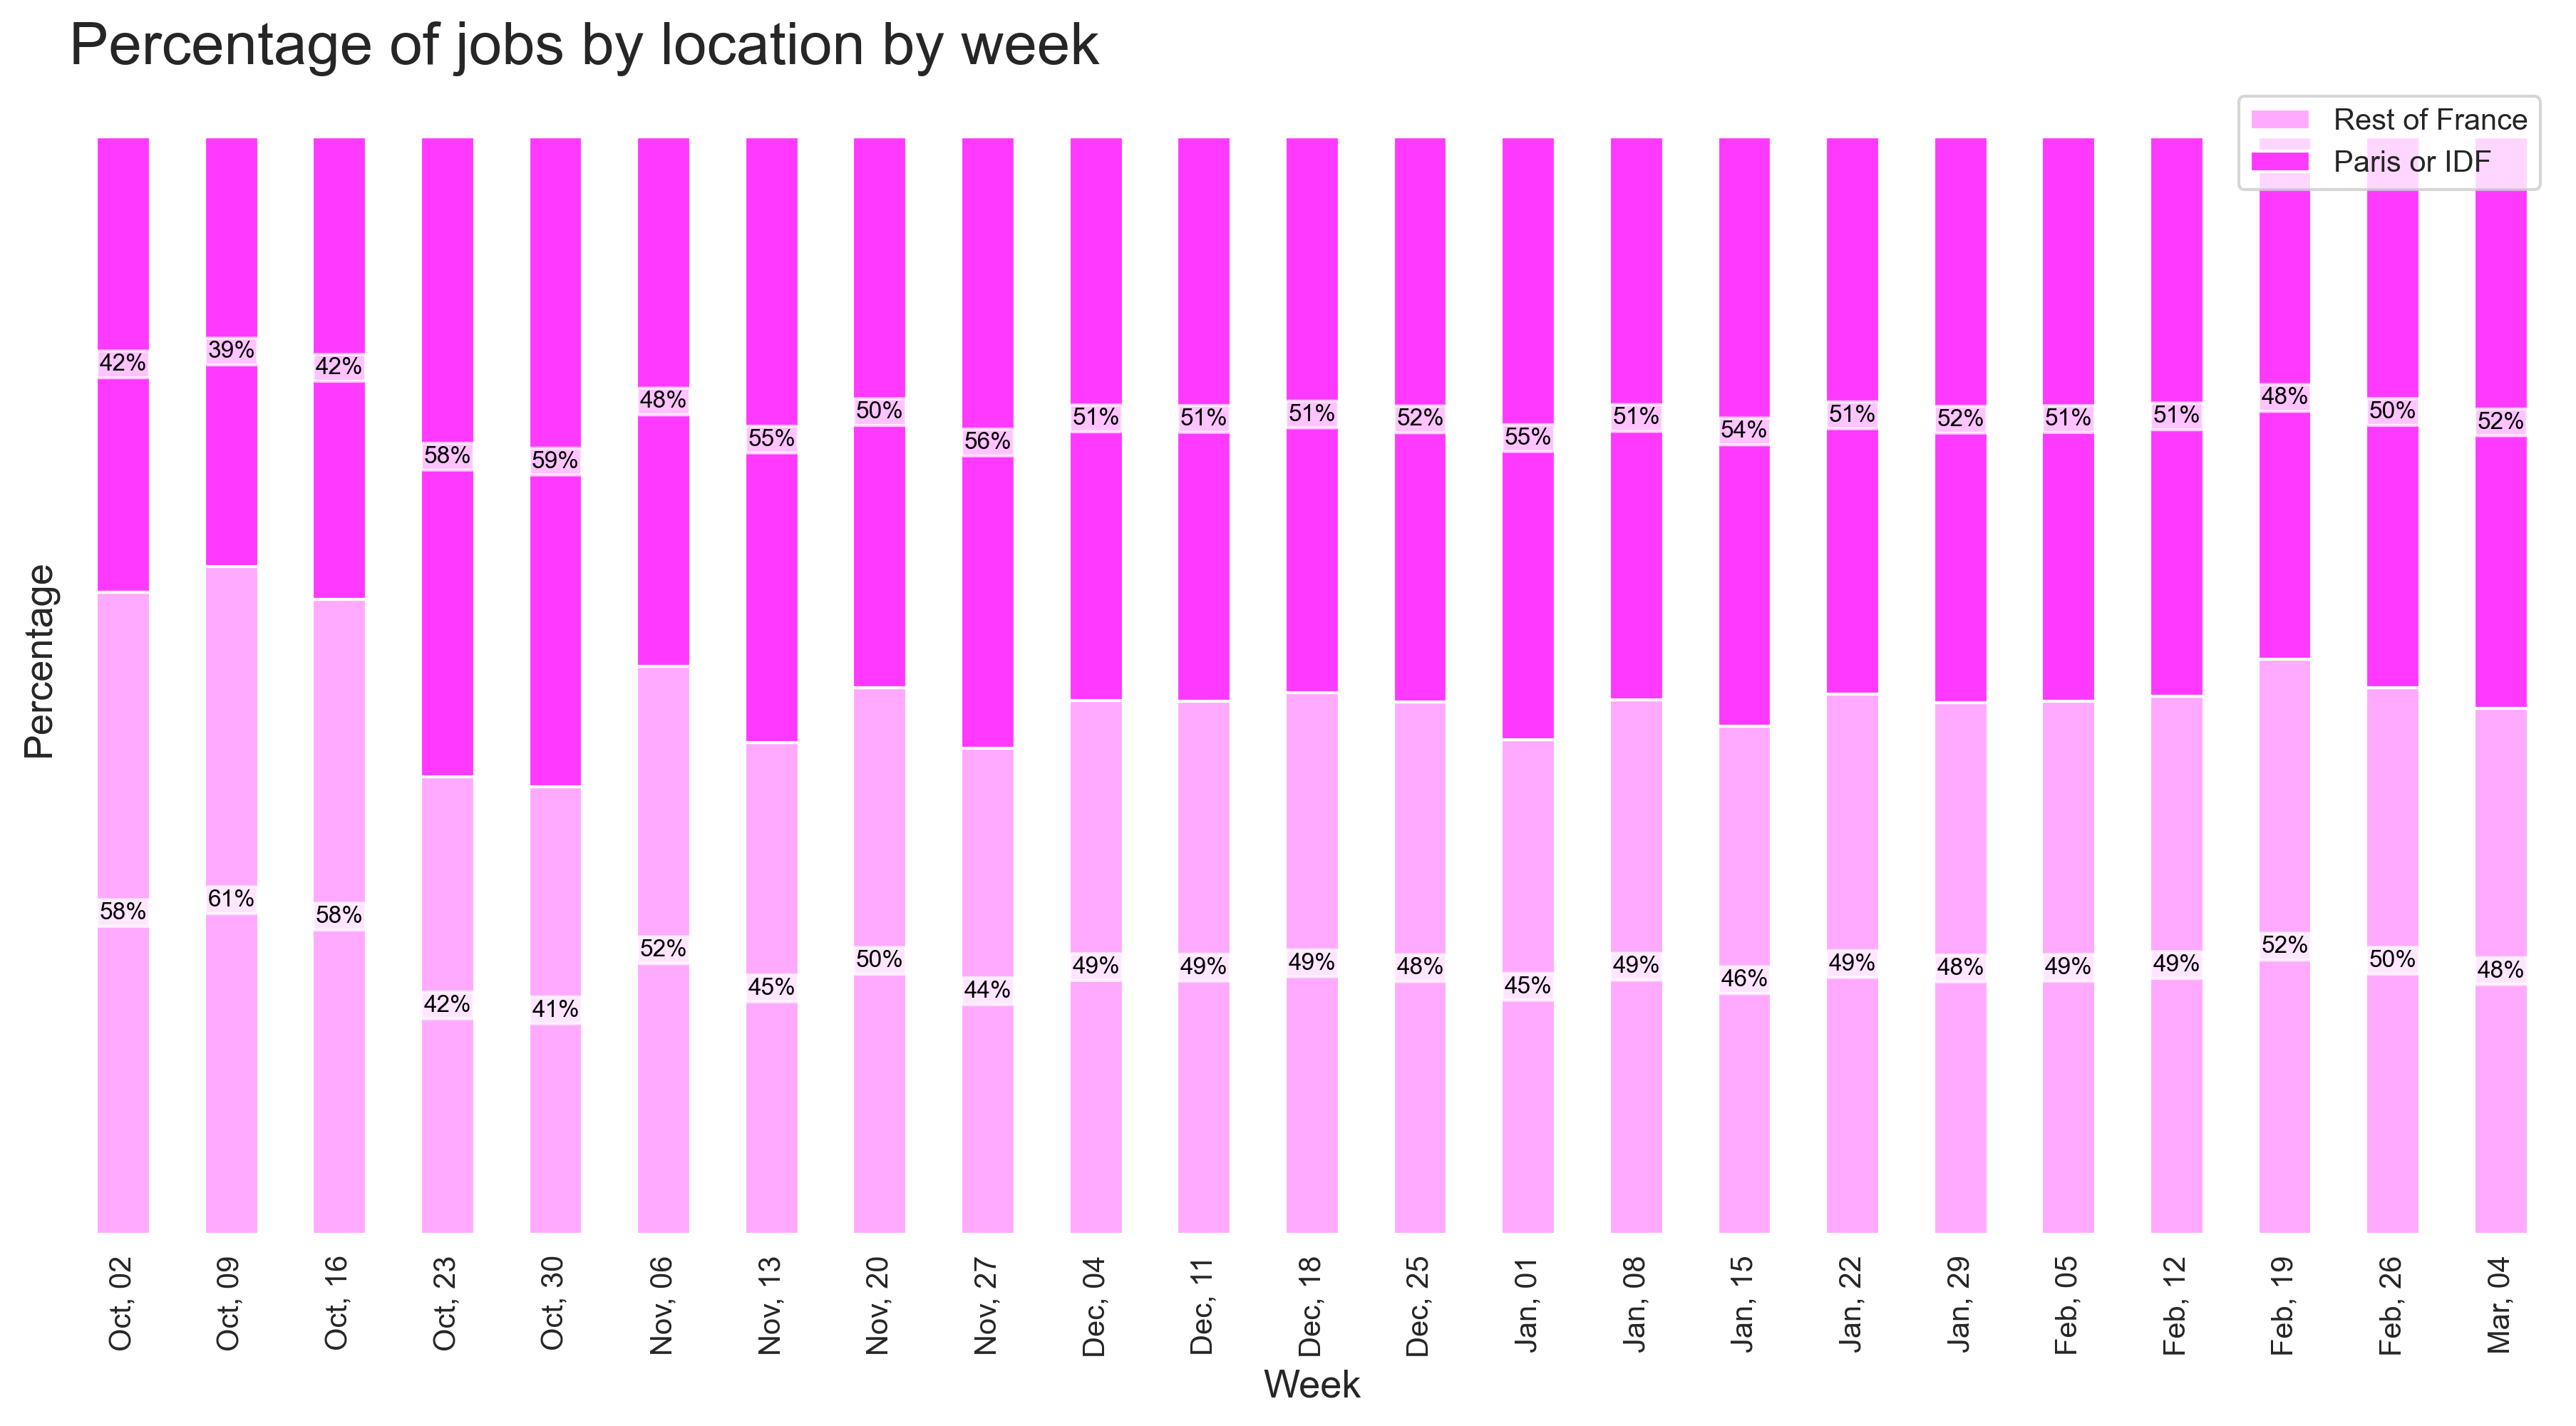 Percentage of jobs by location by week
Rest of France
Paris or IDF
Percentage
42% 39% 42% 58% 59% 48% 55% 50% 56% 51% 51% 51% 52% 55% 51% 54% 51% 52% 51% 51% 48% 50% 52%
58% 61% 58% 42% 41% 52% 45% 50% 44% 49% 49% 49% 48% 45% 49% 46% 49% 48% 49% 49% 52% 50% 48%
Oct, 02
Oct, 09
Oct, 16
Oct, 23
Oct, 30
Nov, 06
Nov, 13
Nov, 20
Nov, 27
Dec, 04
Dec, 11
Dec, 18
Dec, 25
Jan, 01
Jan, 08
Jan, 15
Jan, 22
Jan, 29
Feb, 05
Feb, 12
Feb, 19
Feb, 26
Mar, 04
Week